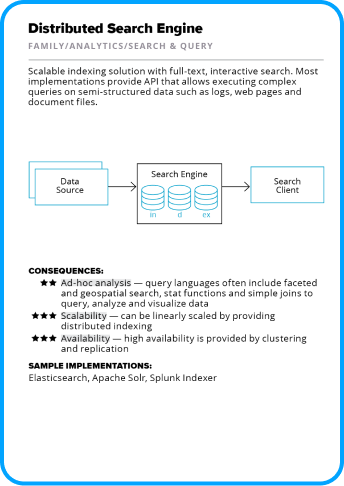 Distributed Search Engine
FAMILY/ANALYTICS/SEARCH & QUERY
Scalable indexing solution with full-text, interactive search. Most
implementations provide API that allows executing complex
queries on semi-structured data such as logs, web pages and
document files.
Data
Source
Search Engine
in d ex
Search
Client
CONSEQUENCES:
★★ Ad-hoc analysis — query languages often include faceted
and geospatial search, stat functions and simple joins to
query, analyze and visualize data
★★★ Scalability — can be linearly scaled by providing
distributed indexing
★★★ Availability — high availability is provided by clustering
and replication
SAMPLE IMPLEMENTATIONS:
Elasticsearch, Apache Solr, Splunk Indexer